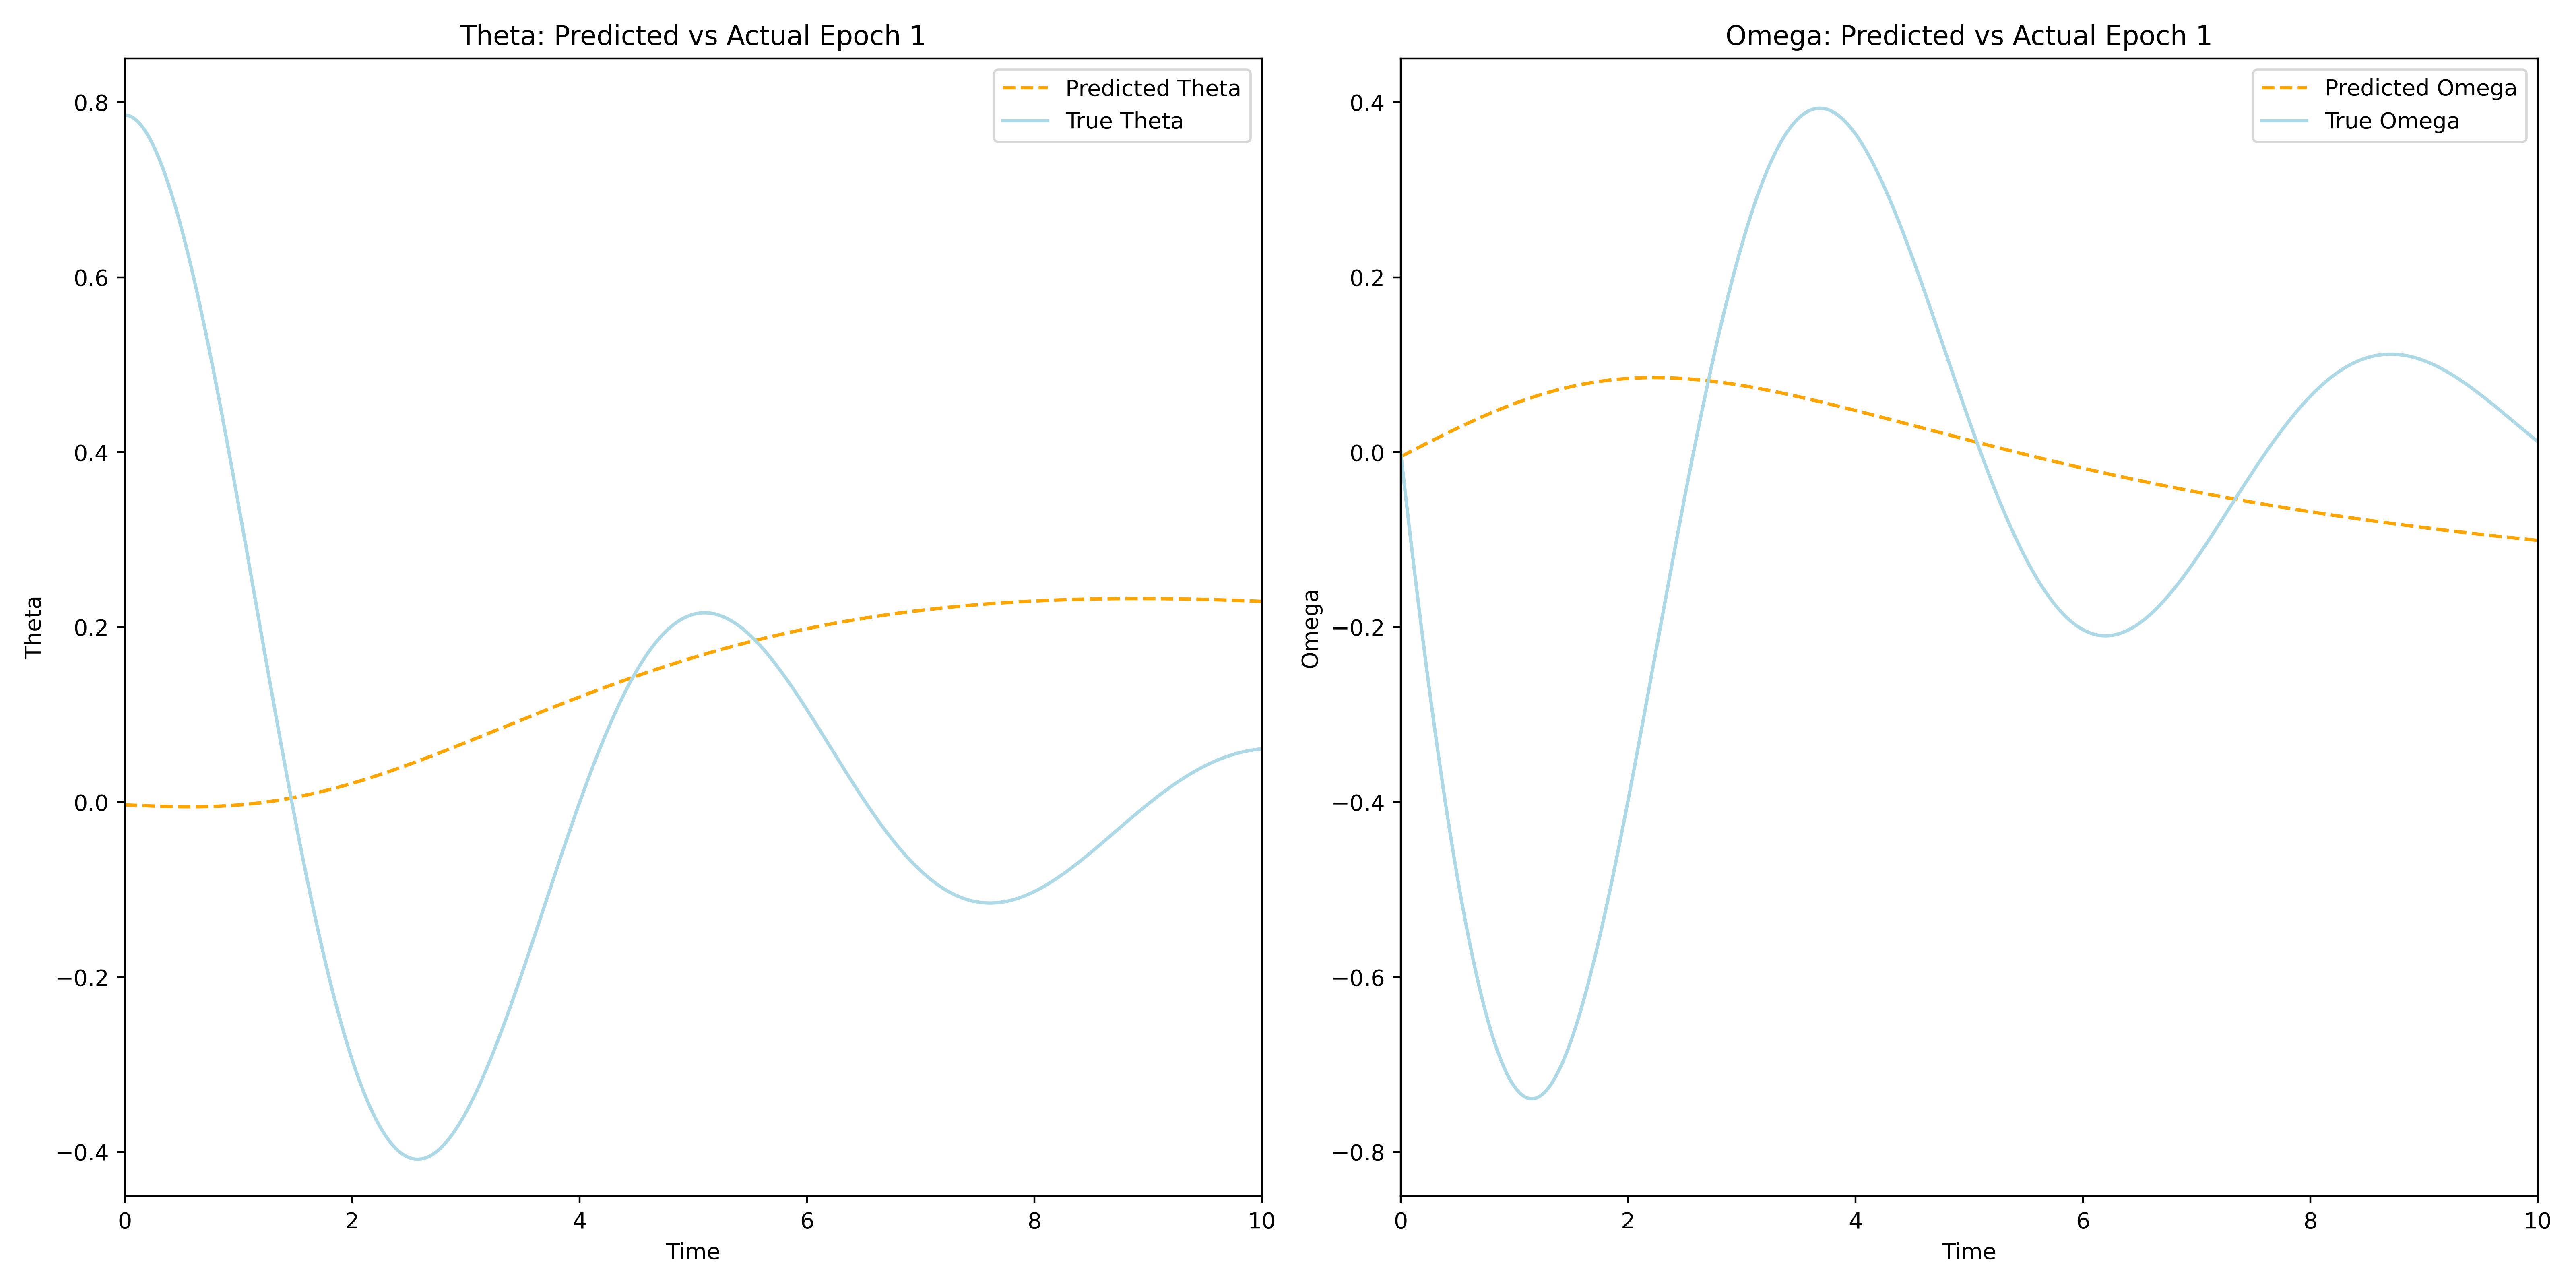 Theta: Predicted vs Actual Epoch 1
Predicted Theta
True Theta
0.8
0.6
0.4
0.2
0.0
−0.2
−0.4
Theta
0 2 4 6 8 10
Time
Omega: Predicted vs Actual Epoch 1
Predicted Omega
True Omega
0.4
0.2
0.0
−0.2
−0.4
−0.6
−0.8
Omega
0 2 4 6 8 10
Time